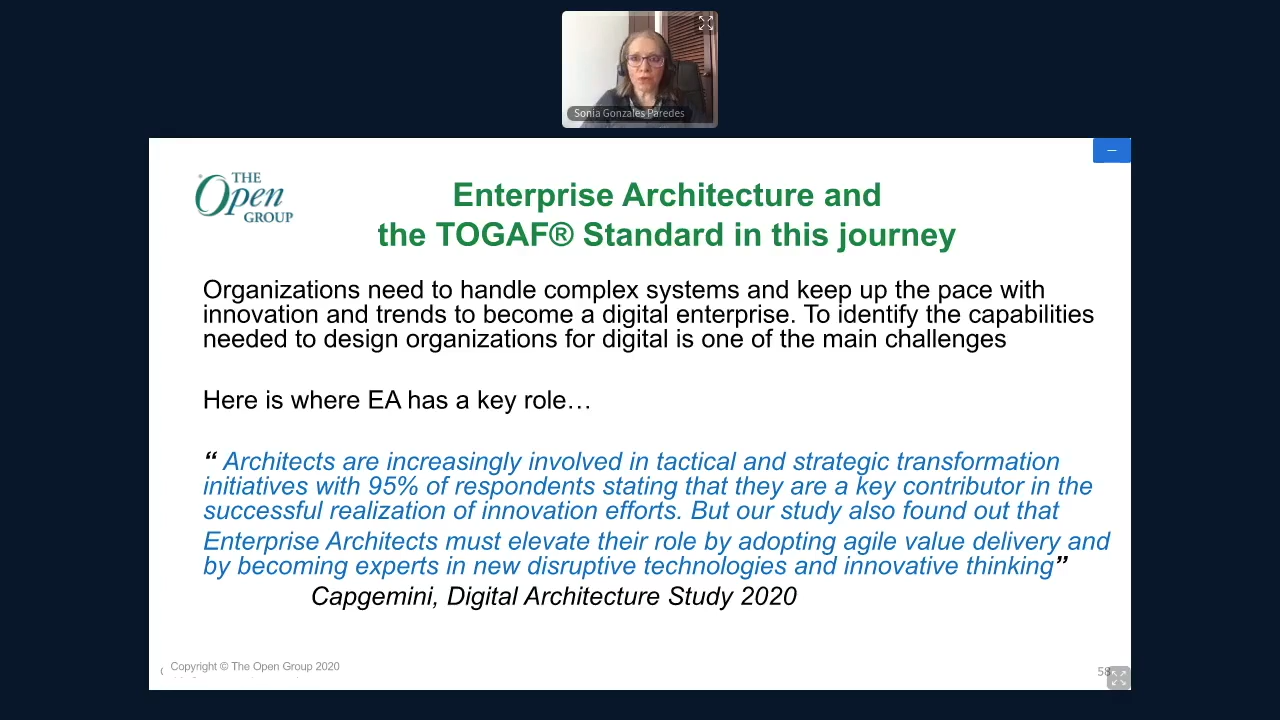 Sonia Gonzales Paredes
THE
Open
GROUP
Enterprise Architecture and
the TOGAF® Standard in this journey
Organizations need to handle complex systems and keep up the pace with
innovation and trends to become a digital enterprise. To identify the capabilities
needed to design organizations for digital is one of the main challenges
Here is where EA has a key role…
“ Architects are increasingly involved in tactical and strategic transformation
initiatives with 95% of respondents stating that they are a key contributor in the
successful realization of innovation efforts. But our study also found out that
Enterprise Architects must elevate their role by adopting agile value delivery and
by becoming experts in new disruptive technologies and innovative thinking”
Capgemini, Digital Architecture Study 2020
Copyright © The Open Group 2020
58